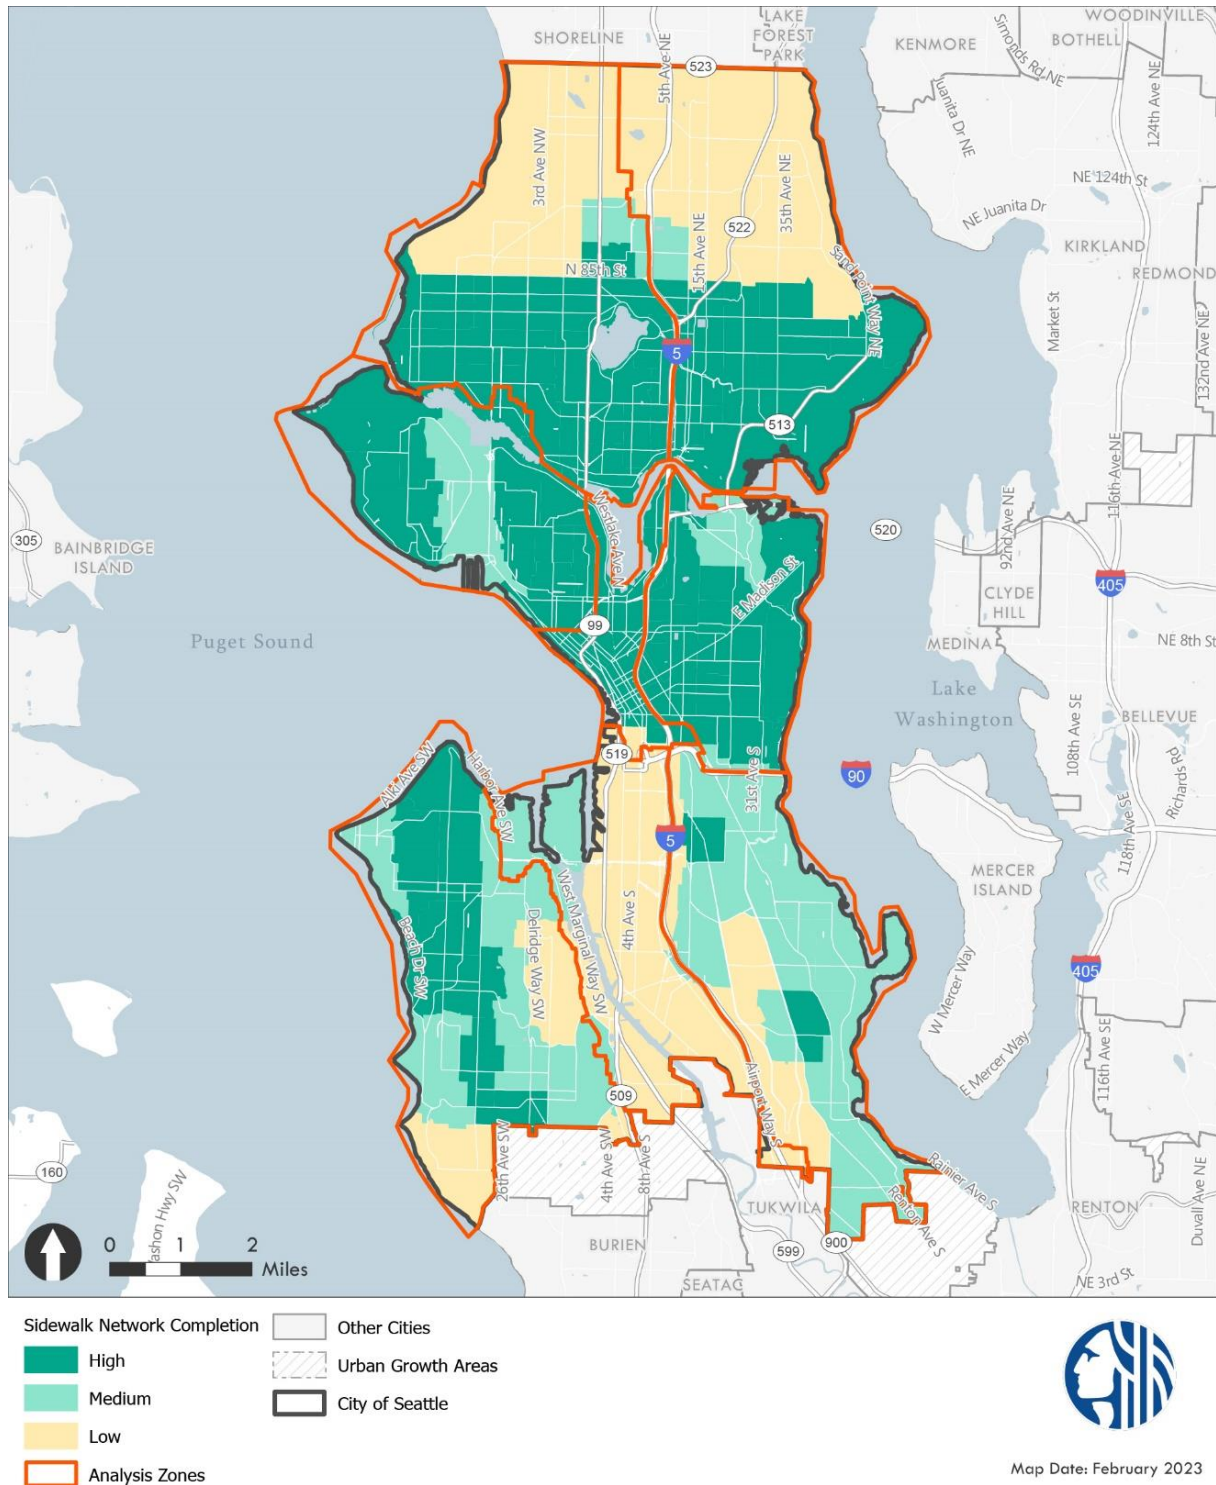 SHORELINE
LAKE
FOREST
PARK
KENMORE
WOODINVILLE
BOTHELL
Simonds Rd NE
5th Ave NE
523
Juanita Dr NE
124th Ave NE
3rd Ave NW
35th Ave NE
NE 124th St
NE Juanita Dr
15th Ave NE
522
KIRKLAND
N 85th St
Sand Point Way NE
REDMOND
Market St
132nd Ave NE
5
513
116th Ave NE
Westlake Ave N
520
92nd Ave NE
305
BAINBRIDGE
ISLAND
E Madison St
405
CLYDE
HILL
99
Puget Sound
MEDINA
NE 8th St
Lake
Washington
108th Ave SE
BELLEVUE
Alki Ave SW
Harbor Ave SW
519
31st Ave S
90
Richards Rd
5
118th Ave SE
MERCER
ISLAND
West Marginal Way SW
4th Ave S
Delridge Way SW
Beach Dr SW
405
W Mercer Way
E Mercer Way
116th Ave SE
Airport Way S
509
26th Ave SW
4th Ave SW
8th Ave S
Rainier Ave S
160
Vashon Hwy SW
TUKWILA
Renton Ave S
RENTON
Duvall Ave NE
BURIEN
599
900
SEATAC
NE 3rd St
0 1 2
Miles
Sidewalk Network Completion
High
Medium
Low
Analysis Zones
Other Cities
Urban Growth Areas
City of Seattle
Map Date: February 2023